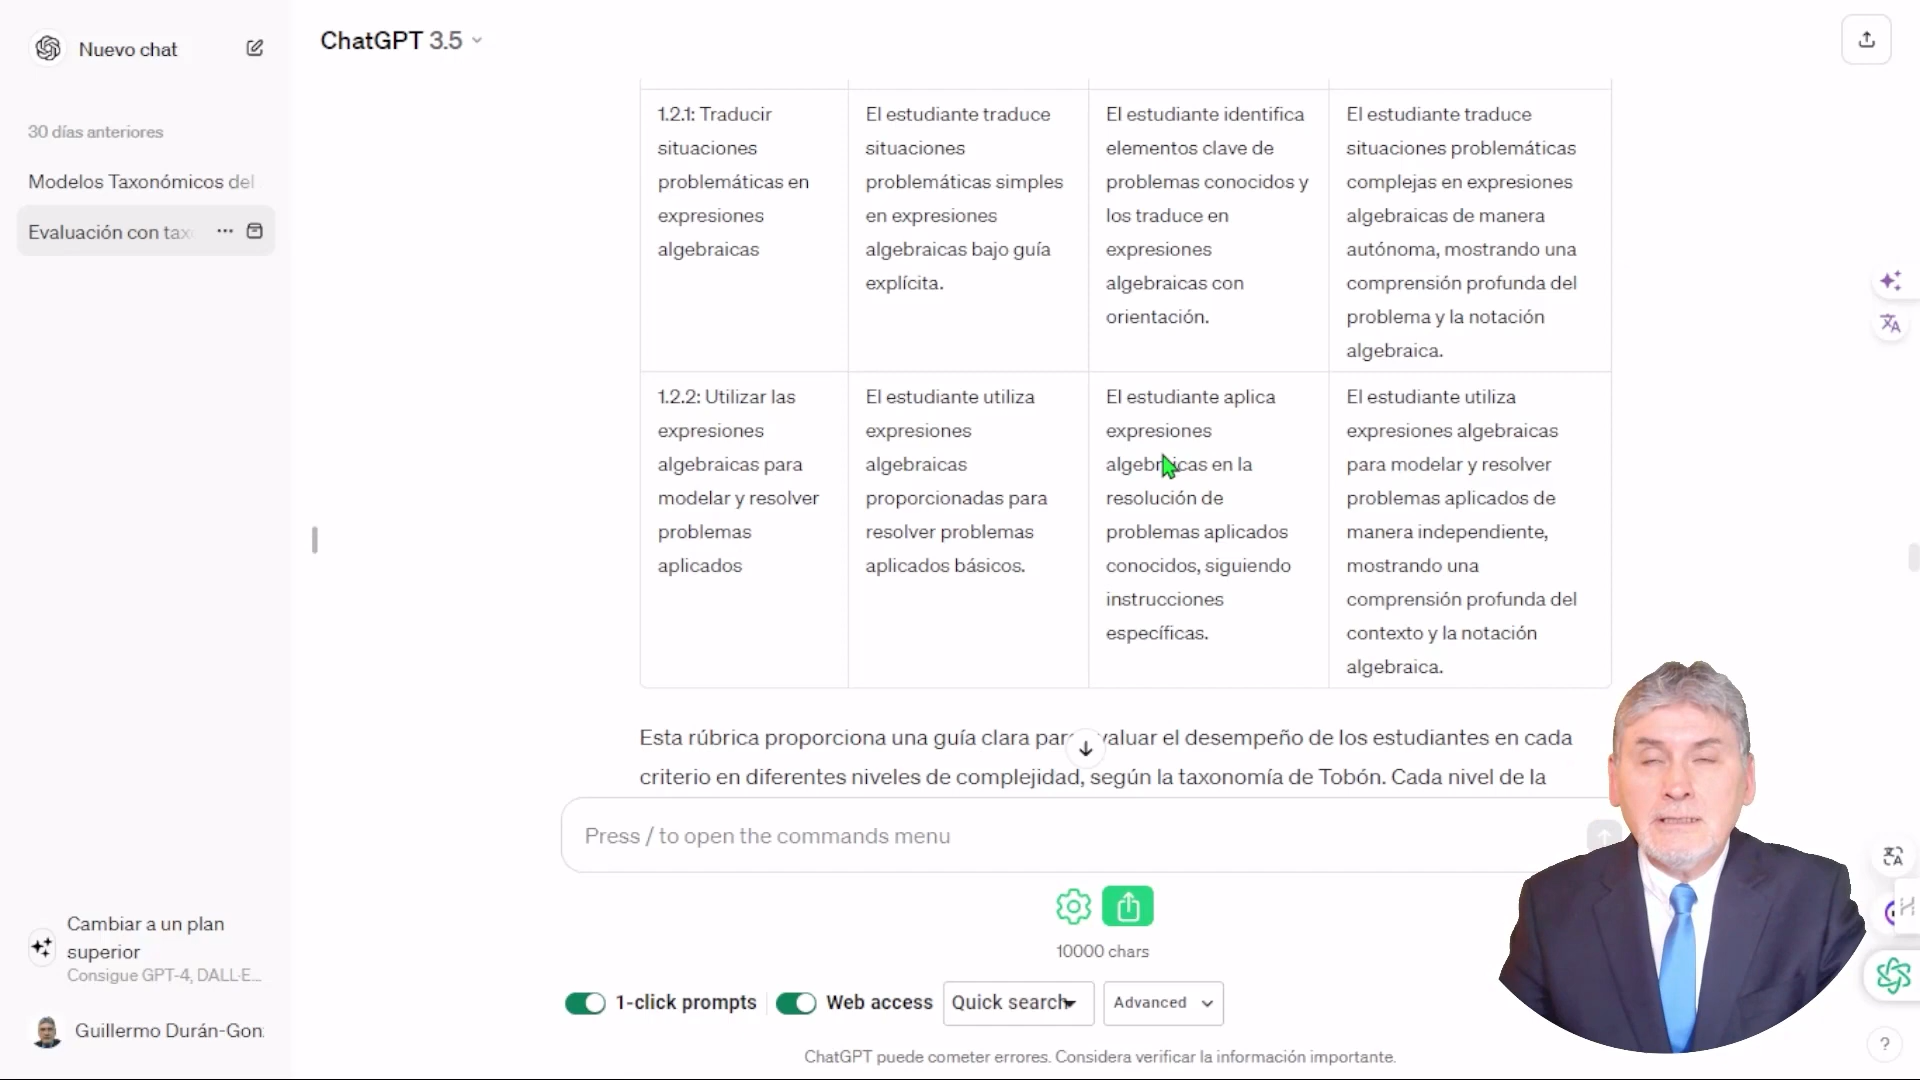 Nuevo chat
30 días anteriores
Modelos Taxonómicos del
Evaluación con tax
Cambiar a un plan
superior
Consigue GPT-4, DALL·E...
Guillermo Durán-Gon
ChatGPT 3.5
1.2.1: Traducir
situaciones
problemáticas en
expresiones
algebraicas
El estudiante traduce
situaciones
problemáticas simples
en expresiones
algebraicas bajo guía
explícita.
El estudiante identifica
elementos clave de
problemas conocidos y
los traduce en
expresiones
algebraicas con
orientación.
El estudiante traduce
situaciones problemáticas
complejas en expresiones
algebraicas de manera
autónoma, mostrando una
comprensión profunda del
problema y la notación
algebraica.
1.2.2: Utilizar las
expresiones
algebraicas para
modelar y resolver
problemas
aplicados
El estudiante utiliza
expresiones
algebraicas
proporcionadas para
resolver problemas
aplicados básicos.
El estudiante aplica
expresiones
algebraicas en la
resolución de
problemas aplicados
conocidos, siguiendo
instrucciones
específicas.
El estudiante utiliza
expresiones algebraicas
para modelar y resolver
problemas aplicados de
manera independiente,
mostrando una
comprensión profunda del
contexto y la notación
algebraica.
Esta rúbrica proporciona una guía clara para evaluar el desempeño de los estudiantes en cada
criterio en diferentes niveles de complejidad, según la taxonomía de Tobón. Cada nivel de la
Press / to open the commands menu
10000 chars
1-click prompts
Web access
Quick search
Advanced
ChatGPT puede cometer errores. Considera verificar la información importante.
?